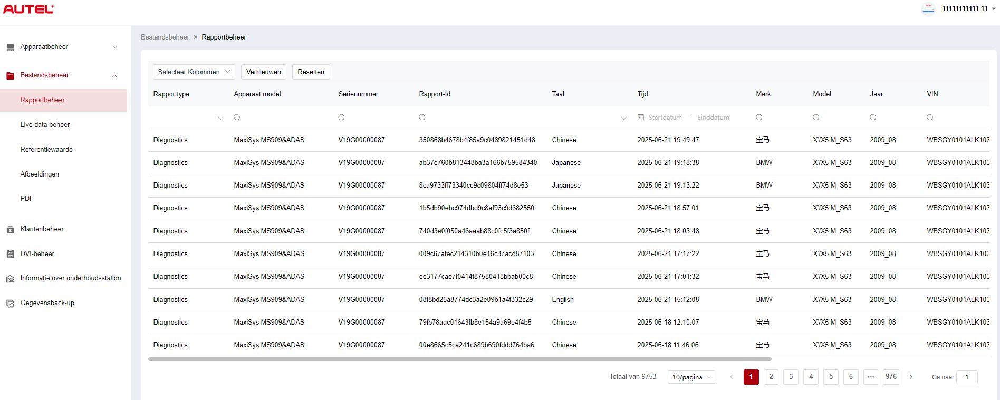 AUTEL®
11111111111 11
Apparaatbeheer
Bestandsbeheer
Rapportbeheer
Live data beheer
Referentiewaarde
Afbeeldingen
PDF
Klantenbeheer
DVI-beheer
Informatie over onderhoudsstation
Gegevensback-up
Bestandsbeheer > Rapportbeheer
Selecteer Kolommen Vernieuwen Resetten
Rapporttype Apparaat model Serienummer Rapport-Id Taal Tijd Merk Model Jaar VIN
Startdatum - Einddatum
Diagnostics MaxiSys MS909&ADAS V19G00000087 350868b4678b4f85a9c0489821451d48 Chinese 2025-06-21 19:49:47 宝马 X'/X5 M_S63 2009_08 WBSGY0101ALK103
Diagnostics MaxiSys MS909&ADAS V19G00000087 ab37e760b813448ba3a166b759584340 Japanese 2025-06-21 19:18:38 BMW X'/X5 M_S63 2009_08 WBSGY0101ALK103
Diagnostics MaxiSys MS909&ADAS V19G00000087 8ca9733ff73340cc9c09804ff74d8e53 Japanese 2025-06-21 19:13:22 BMW X'/X5 M_S63 2009_08 WBSGY0101ALK103
Diagnostics MaxiSys MS909&ADAS V19G00000087 1b5db90ebc974dbd9c8ef93c9d682550 Chinese 2025-06-21 18:57:01 宝马 X'/X5 M_S63 2009_08 WBSGY0101ALK103
Diagnostics MaxiSys MS909&ADAS V19G00000087 740d3a0f050a46aeab88c0fc5f3a850f Chinese 2025-06-21 18:03:48 宝马 X'/X5 M_S63 2009_08 WBSGY0101ALK103
Diagnostics MaxiSys MS909&ADAS V19G00000087 009c67afec214310b0e16c37acd87103 Chinese 2025-06-21 17:17:22 宝马 X'/X5 M_S63 2009_08 WBSGY0101ALK103
Diagnostics MaxiSys MS909&ADAS V19G00000087 ee3177cae7f0414f87580418bbab00c8 Chinese 2025-06-21 17:01:32 宝马 X'/X5 M_S63 2009_08 WBSGY0101ALK103
Diagnostics MaxiSys MS909&ADAS V19G00000087 08f8bd25a8774dc3a2e09b1a4f332c29 English 2025-06-21 15:12:08 BMW X'/X5 M_S63 2009_08 WBSGY0101ALK103
Diagnostics MaxiSys MS909&ADAS V19G00000087 79fb78aac01643fb8e154a9a69e4f4b5 Chinese 2025-06-18 12:10:07 宝马 X'/X5 M_S63 2009_08 WBSGY0101ALK103
Diagnostics MaxiSys MS909&ADAS V19G00000087 00e8665c5ca241c689b690fddd764ba6 Chinese 2025-06-18 11:46:06 宝马 X'/X5 M_S63 2009_08 WBSGY0101ALK103
Totaal van 9753 10/pagina 1 2 3 4 5 6 ••• 976 Ga naar 1